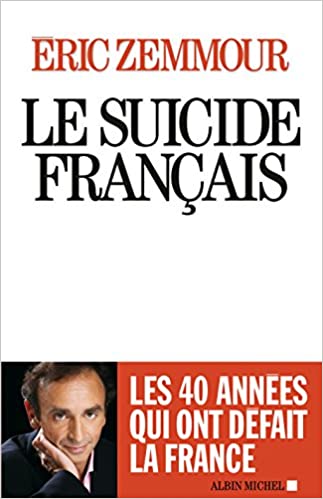 ÉRIC ZEMMOUR
LE SUICIDE
FRANÇAIS
LES 40 ANNÉES
QUI ONT DÉFAIT
LA FRANCE
ALBIN MICHEL